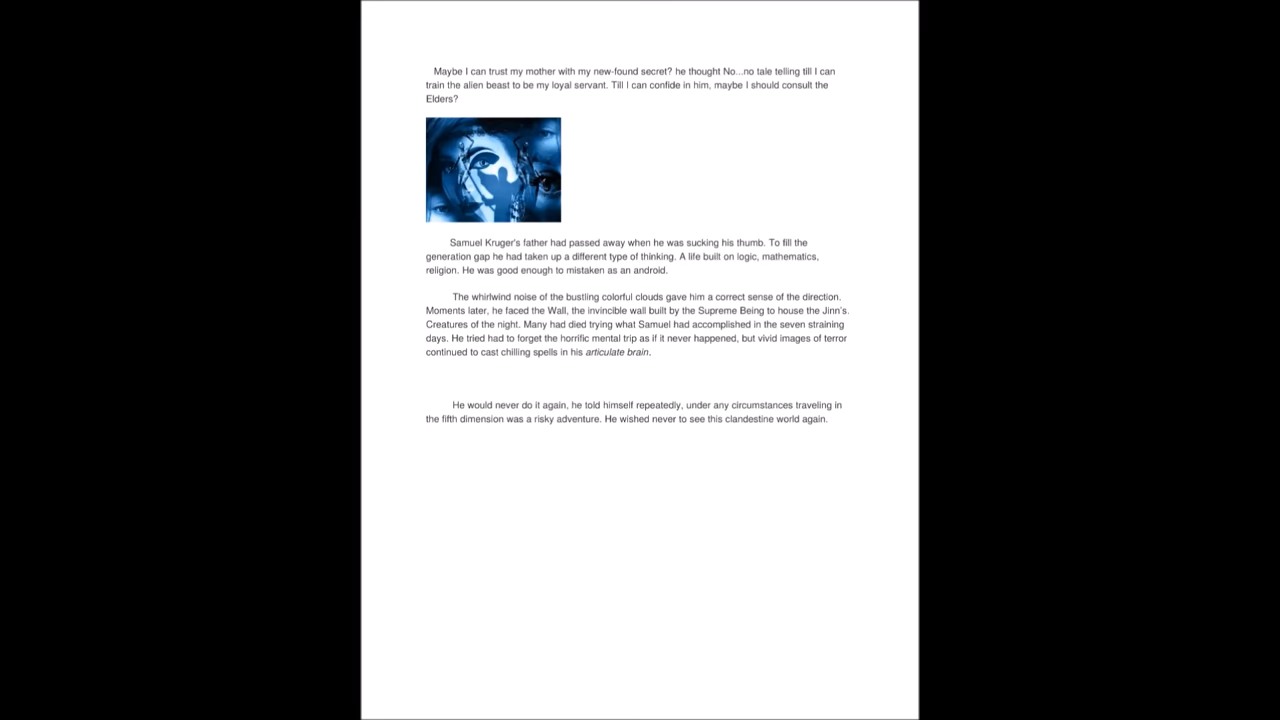 Maybe I can trust my mother with my new-found secret? he thought No...no tale telling till I can
train the alien beast to be my loyal servant. Till I can confide in him, maybe I should consult the
Elders?
Samuel Kruger's father had passed away when he was sucking his thumb. To fill the
generation gap he had taken up a different type of thinking. A life built on logic, mathematics,
religion. He was good enough to mistaken as an android.
The whirlwind noise of the bustling colorful clouds gave him a correct sense of the direction.
Moments later, he faced the Wall, the invincible wall built by the Supreme Being to house the Jinn's.
Creatures of the night. Many had died trying what Samuel had accomplished in the seven straining
days. He tried had to forget the horrific mental trip as if it never happened, but vivid images of terror
continued to cast chilling spells in his articulate brain.
He would never do it again, he told himself repeatedly, under any circumstances traveling in
the fifth dimension was a risky adventure. He wished never to see this clandestine world again.